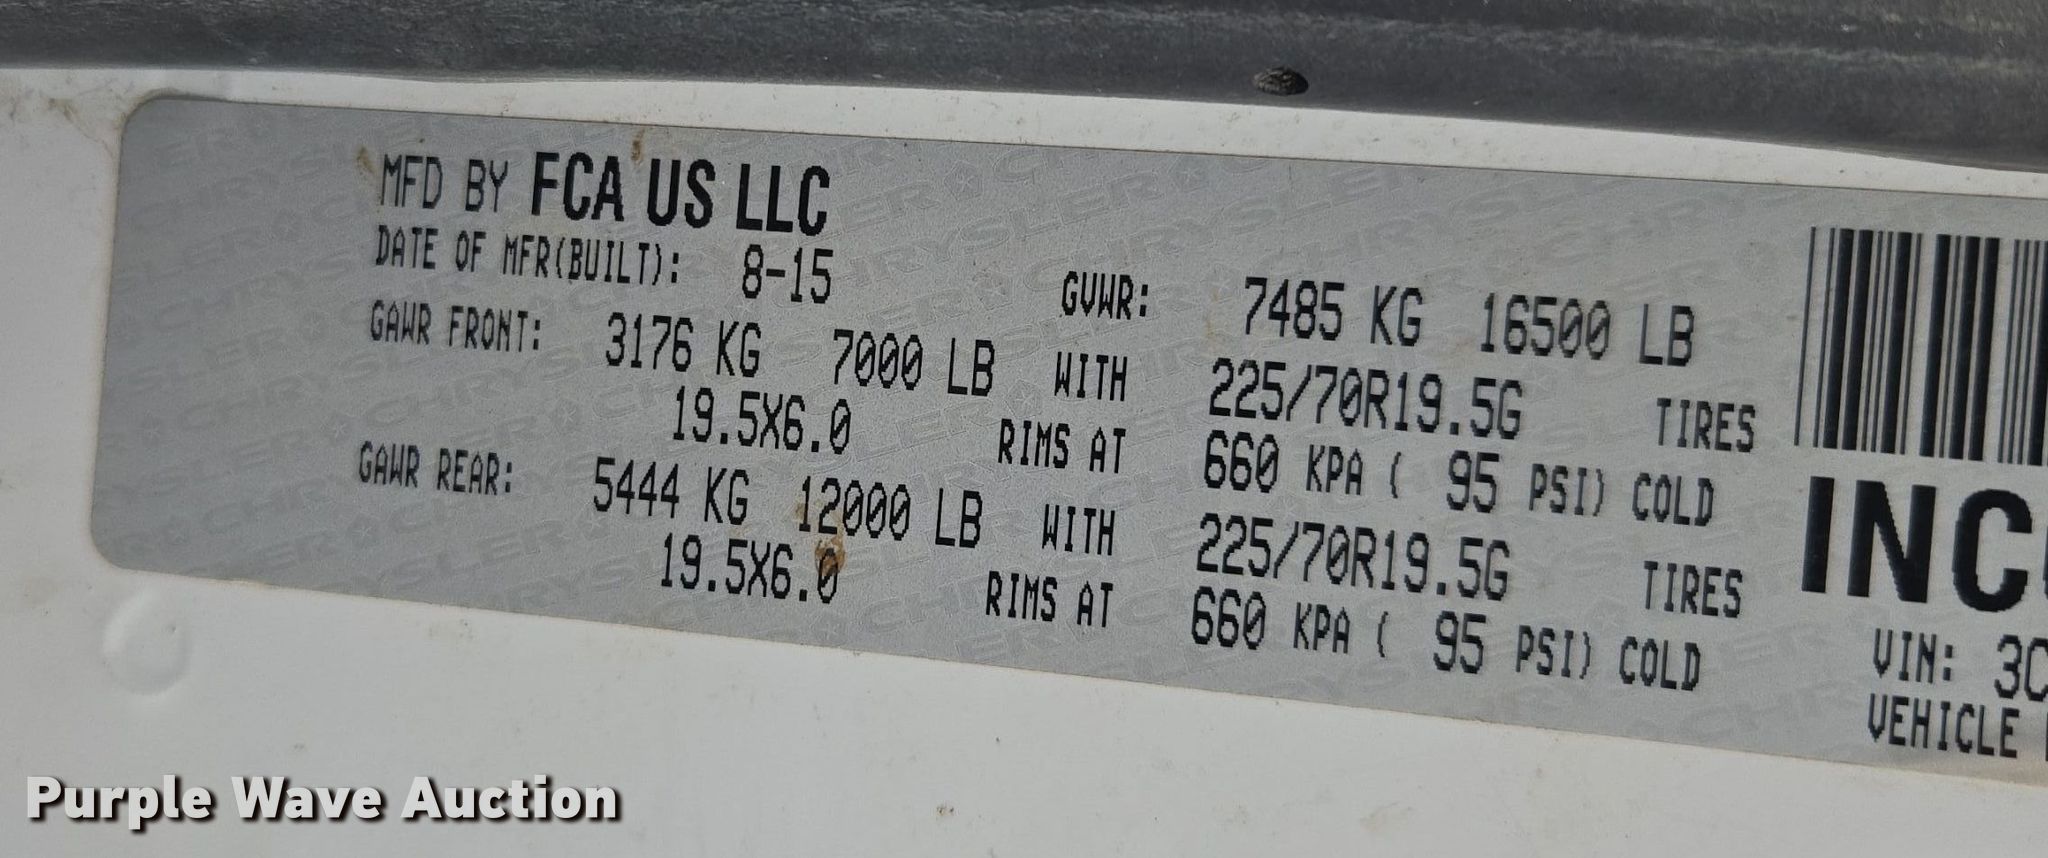 MFD BY FCA US LLC
DATE OF MFR(BUILT): 8-15 GVWR: 7485 KG 16500 LB
GAWR FRONT: 3176 KG 7000 LB WITH 225/70R19.5G TIRES
19.5X6.0 RIMS AT 660 KPA ( 95 PSI) COLD
GAWR REAR: 5444 KG 12000 LB WITH 225/70R19.5G TIRES
19.5X6.0 RIMS AT 660 KPA ( 95 PSI) COLD
INC
VIN: 3C
VEHICLE
Purple Wave Auction